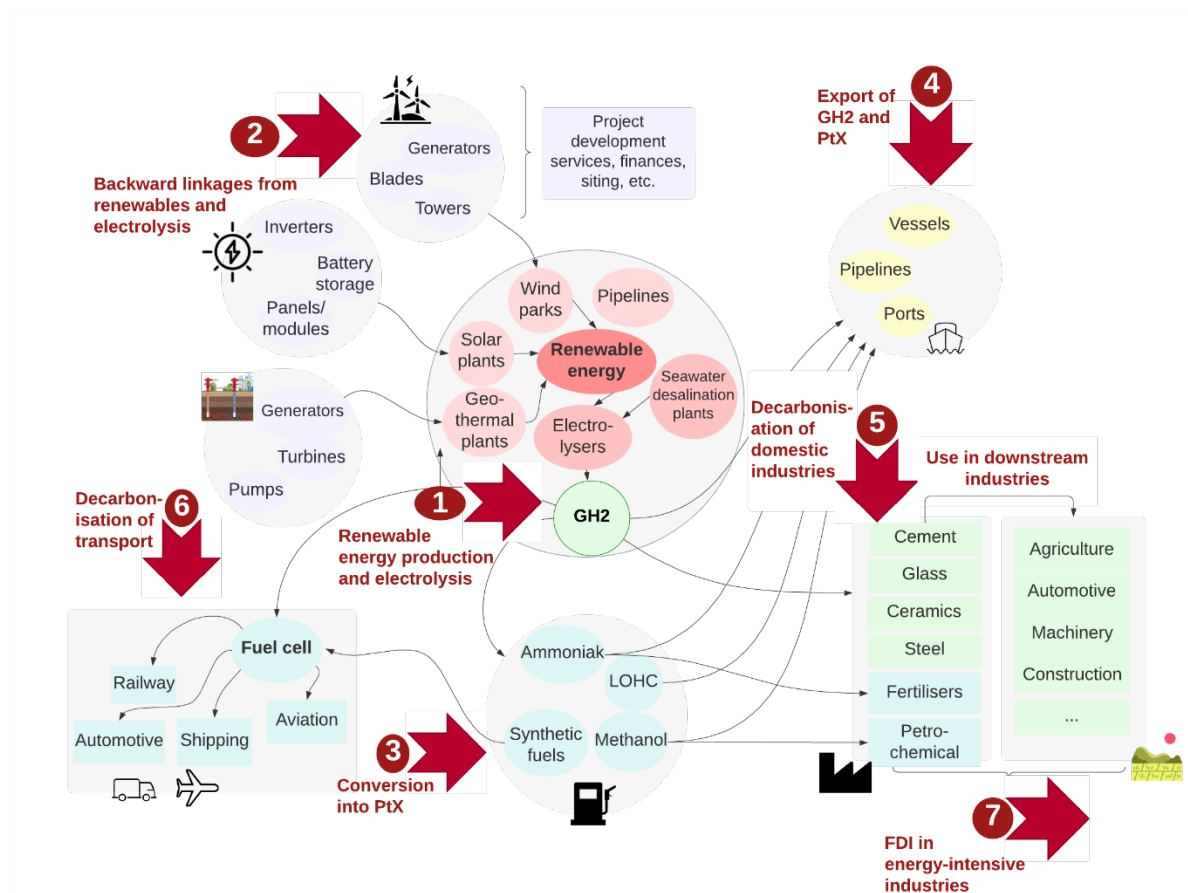 2
Backward linkages from
renewables and
electrolysis
Generators
Blades
Towers
Project
development
services, finances,
siting, etc.
4
Export of
GH2 and
PtX
Vessels
Pipelines
Ports
Inverters
Battery
storage
Panels/
modules
Generators
Turbines
Pumps
Wind
parks
Pipelines
Solar
plants
Renewable
energy
Seawater
desalination
plants
Geo-
thermal
plants
Electro-
lysers
GH2
1
Renewable
energy production
and electrolysis
Decarbonis-
ation of
domestic
industries
5
Use in downstream
industries
Cement
Glass
Ceramics
Steel
Fertilisers
Petro-
chemical
Agriculture
Automotive
Machinery
Construction
...
Decarbon-
isation of
transport
6
Fuel cell
Railway
Automotive
Shipping
Aviation
3
Conversion
into PtX
Ammoniak
LOHC
Synthetic
fuels
Methanol
7
FDI in
energy-intensive
industries